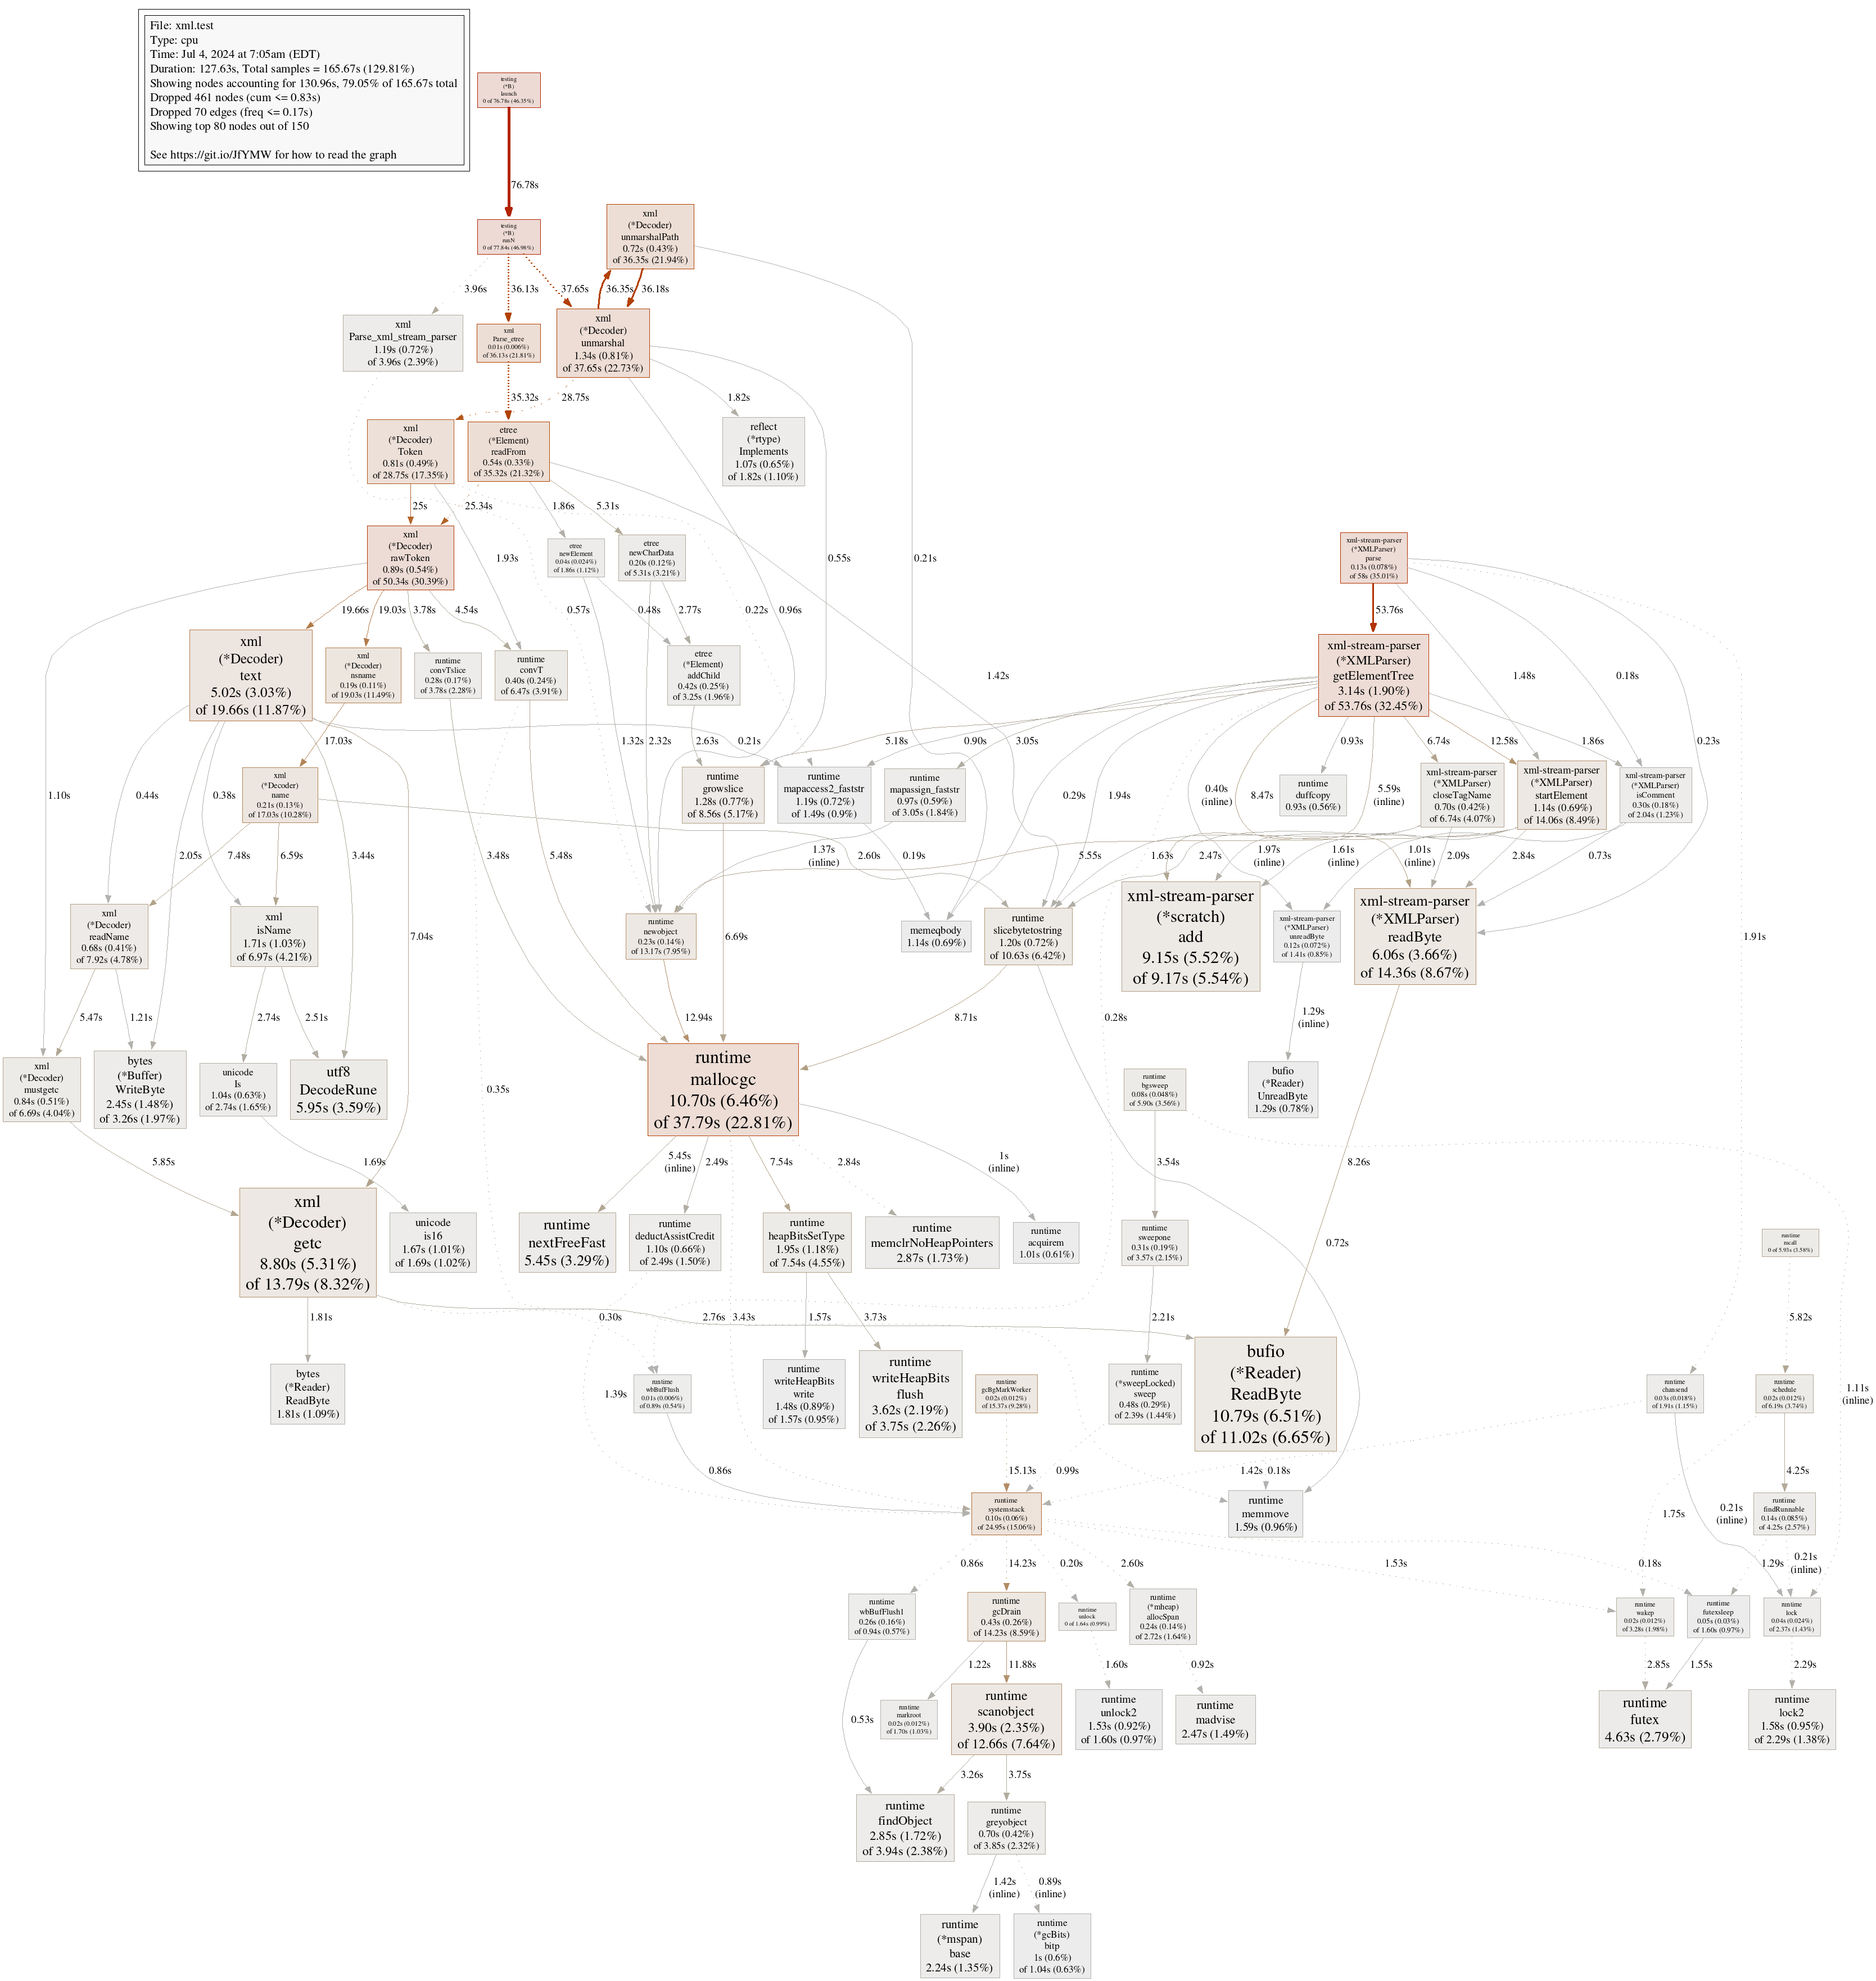 File: xml.test
Type: cpu
Time: Jul 4, 2024 at 7:05am (EDT)
Duration: 127.63s, Total samples = 165.67s (129.81%)
Showing nodes accounting for 130.96s, 79.05% of 165.67s total
Dropped 461 nodes (cum <= 0.83s)
Dropped 70 edges (freq <= 0.17s)
Showing top 80 nodes out of 150
See https://git.io/JfYMW for how to read the graph
testing
(*B)
launch
0 of 76.78s (46.35%)
76.78s
testing
(*B)
runN
0 of 77.84s (46.98%)
xml
(*Decoder)
unmarshalPath
0.72s (0.43%)
of 36.35s (21.94%)
3.96s
36.13s
37.65s
36.35s
36.18s
xml
Parse_xml_stream_parser
1.19s (0.72%)
of 3.96s (2.39%)
xml
Parse_etree
0.01s (0.006%)
of 36.13s (21.81%)
xml
(*Decoder)
unmarshal
1.34s (0.81%)
of 37.65s (22.73%)
35.32s
28.75s
1.82s
xml
(*Decoder)
Token
0.81s (0.49%)
of 28.75s (17.35%)
etree
(*Element)
readFrom
0.54s (0.33%)
of 35.32s (21.32%)
reflect
(*rtype)
Implements
1.07s (0.65%)
of 1.82s (1.10%)
25s
25.34s
1.86s
5.31s
xml
(*Decoder)
rawToken
0.89s (0.54%)
of 50.34s (30.39%)
1.93s
etree
newElement
0.04s (0.024%)
of 1.86s (1.12%)
etree
newCharData
0.20s (0.12%)
of 5.31s (3.21%)
0.55s
0.21s
xml-stream-parser
(*XMLParser)
parse
0.13s (0.078%)
of 58s (35.01%)
19.66s
19.03s
3.78s
4.54s
0.57s
0.48s
2.77s
0.22s
0.96s
53.76s
xml
(*Decoder)
text
5.02s (3.03%)
of 19.66s (11.87%)
xml
(*Decoder)
nsname
0.19s (0.11%)
of 19.03s (11.49%)
runtime
convTslice
0.28s (0.17%)
of 3.78s (2.28%)
runtime
convT
0.40s (0.24%)
of 6.47s (3.91%)
etree
(*Element)
addChild
0.42s (0.25%)
of 3.25s (1.96%)
1.42s
xml-stream-parser
(*XMLParser)
getElementTree
3.14s (1.90%)
of 53.76s (32.45%)
1.48s
0.18s
17.03s
1.32s
2.32s
2.63s
0.21s
5.18s
0.90s
3.05s
0.93s
6.74s
12.58s
1.86s
0.23s
1.10s
0.44s
0.38s
xml
(*Decoder)
name
0.21s (0.13%)
of 17.03s (10.28%)
runtime
growslice
1.28s (0.77%)
of 8.56s (5.17%)
runtime
mapaccess2_faststr
1.19s (0.72%)
of 1.49s (0.9%)
runtime
mapassign_faststr
0.97s (0.59%)
of 3.05s (1.84%)
0.29s
1.94s
0.40s
(inline)
8.47s
runtime
duffcopy
0.93s (0.56%)
5.59s
(inline)
xml-stream-parser
(*XMLParser)
closeTagName
0.70s (0.42%)
of 6.74s (4.07%)
xml-stream-parser
(*XMLParser)
startElement
1.14s (0.69%)
of 14.06s (8.49%)
xml-stream-parser
(*XMLParser)
isComment
0.30s (0.18%)
of 2.04s (1.23%)
2.05s
7.48s
6.59s
3.44s
3.48s
5.48s
1.37s
(inline)
2.60s
0.19s
5.55s
1.63s
2.47s
1.97s
(inline)
1.61s
(inline)
1.01s
(inline)
2.09s
2.84s
0.73s
xml
(*Decoder)
readName
0.68s (0.41%)
of 7.92s (4.78%)
xml
isName
1.71s (1.03%)
of 6.97s (4.21%)
7.04s
runtime
newobject
0.23s (0.14%)
of 13.17s (7.95%)
6.69s
memeqbody
1.14s (0.69%)
runtime
slicebytetostring
1.20s (0.72%)
of 10.63s (6.42%)
xml-stream-parser
(*scratch)
add
9.15s (5.52%)
of 9.17s (5.54%)
xml-stream-parser
(*XMLParser)
unreadByte
0.12s (0.072%)
of 1.41s (0.85%)
xml-stream-parser
(*XMLParser)
readByte
6.06s (3.66%)
of 14.36s (8.67%)
1.91s
5.47s
1.21s
2.74s
2.51s
12.94s
8.71s
0.28s
1.29s
(inline)
xml
(*Decoder)
mustgetc
0.84s (0.51%)
of 6.69s (4.04%)
bytes
(*Buffer)
WriteByte
2.45s (1.48%)
of 3.26s (1.97%)
unicode
Is
1.04s (0.63%)
of 2.74s (1.65%)
utf8
DecodeRune
5.95s (3.59%)
0.35s
runtime
mallocgc
10.70s (6.46%)
of 37.79s (22.81%)
runtime
bgsweep
0.08s (0.048%)
of 5.90s (3.56%)
bufio
(*Reader)
UnreadByte
1.29s (0.78%)
5.85s
1.69s
5.45s
(inline)
2.49s
7.54s
2.84s
1s
(inline)
3.54s
8.26s
xml
(*Decoder)
getc
8.80s (5.31%)
of 13.79s (8.32%)
unicode
is16
1.67s (1.01%)
of 1.69s (1.02%)
runtime
nextFreeFast
5.45s (3.29%)
runtime
deductAssistCredit
1.10s (0.66%)
of 2.49s (1.50%)
runtime
heapBitsSetType
1.95s (1.18%)
of 7.54s (4.55%)
runtime
memclrNoHeapPointers
2.87s (1.73%)
runtime
acquirem
1.01s (0.61%)
runtime
sweepone
0.31s (0.19%)
of 3.57s (2.15%)
0.72s
runtime
mcall
0 of 5.93s (3.58%)
1.81s
0.30s
2.76s
3.43s
1.57s
3.73s
2.21s
5.82s
bytes
(*Reader)
ReadByte
1.81s (1.09%)
1.39s
runtime
wbBufFlush
0.01s (0.006%)
of 0.89s (0.54%)
runtime
writeHeapBits
write
1.48s (0.89%)
of 1.57s (0.95%)
runtime
writeHeapBits
flush
3.62s (2.19%)
of 3.75s (2.26%)
runtime
gcBgMarkWorker
0.02s (0.012%)
of 15.37s (9.28%)
runtime
(*sweepLocked)
sweep
0.48s (0.29%)
of 2.39s (1.44%)
bufio
(*Reader)
ReadByte
10.79s (6.51%)
of 11.02s (6.65%)
runtime
chansend
0.03s (0.018%)
of 1.91s (1.15%)
runtime
schedule
0.02s (0.012%)
of 6.19s (3.74%)
1.11s
(inline)
0.86s
15.13s
0.99s
1.42s
0.18s
4.25s
runtime
systemstack
0.10s (0.06%)
of 24.95s (15.06%)
runtime
memmove
1.59s (0.96%)
1.75s
0.21s
(inline)
runtime
findRunnable
0.14s (0.085%)
of 4.25s (2.57%)
0.86s
14.23s
0.20s
2.60s
1.53s
0.18s
1.29s
0.21s
(inline)
runtime
wbBufFlush1
0.26s (0.16%)
of 0.94s (0.57%)
runtime
gcDrain
0.43s (0.26%)
of 14.23s (8.59%)
runtime
unlock
0 of 1.64s (0.99%)
runtime
(*mheap)
allocSpan
0.24s (0.14%)
of 2.72s (1.64%)
runtime
wakep
0.02s (0.012%)
of 3.28s (1.98%)
runtime
futexsleep
0.05s (0.03%)
of 1.60s (0.97%)
runtime
lock
0.04s (0.024%)
of 2.37s (1.43%)
1.22s
11.88s
1.60s
0.92s
2.85s
1.55s
2.29s
0.53s
runtime
markroot
0.02s (0.012%)
of 1.70s (1.03%)
runtime
scanobject
3.90s (2.35%)
of 12.66s (7.64%)
runtime
unlock2
1.53s (0.92%)
of 1.60s (0.97%)
runtime
madvise
2.47s (1.49%)
runtime
futex
4.63s (2.79%)
runtime
lock2
1.58s (0.95%)
of 2.29s (1.38%)
3.26s
3.75s
runtime
findObject
2.85s (1.72%)
of 3.94s (2.38%)
runtime
greyobject
0.70s (0.42%)
of 3.85s (2.32%)
1.42s
(inline)
0.89s
(inline)
runtime
(*mspan)
base
2.24s (1.35%)
runtime
(*gcBits)
bitp
1s (0.6%)
of 1.04s (0.63%)